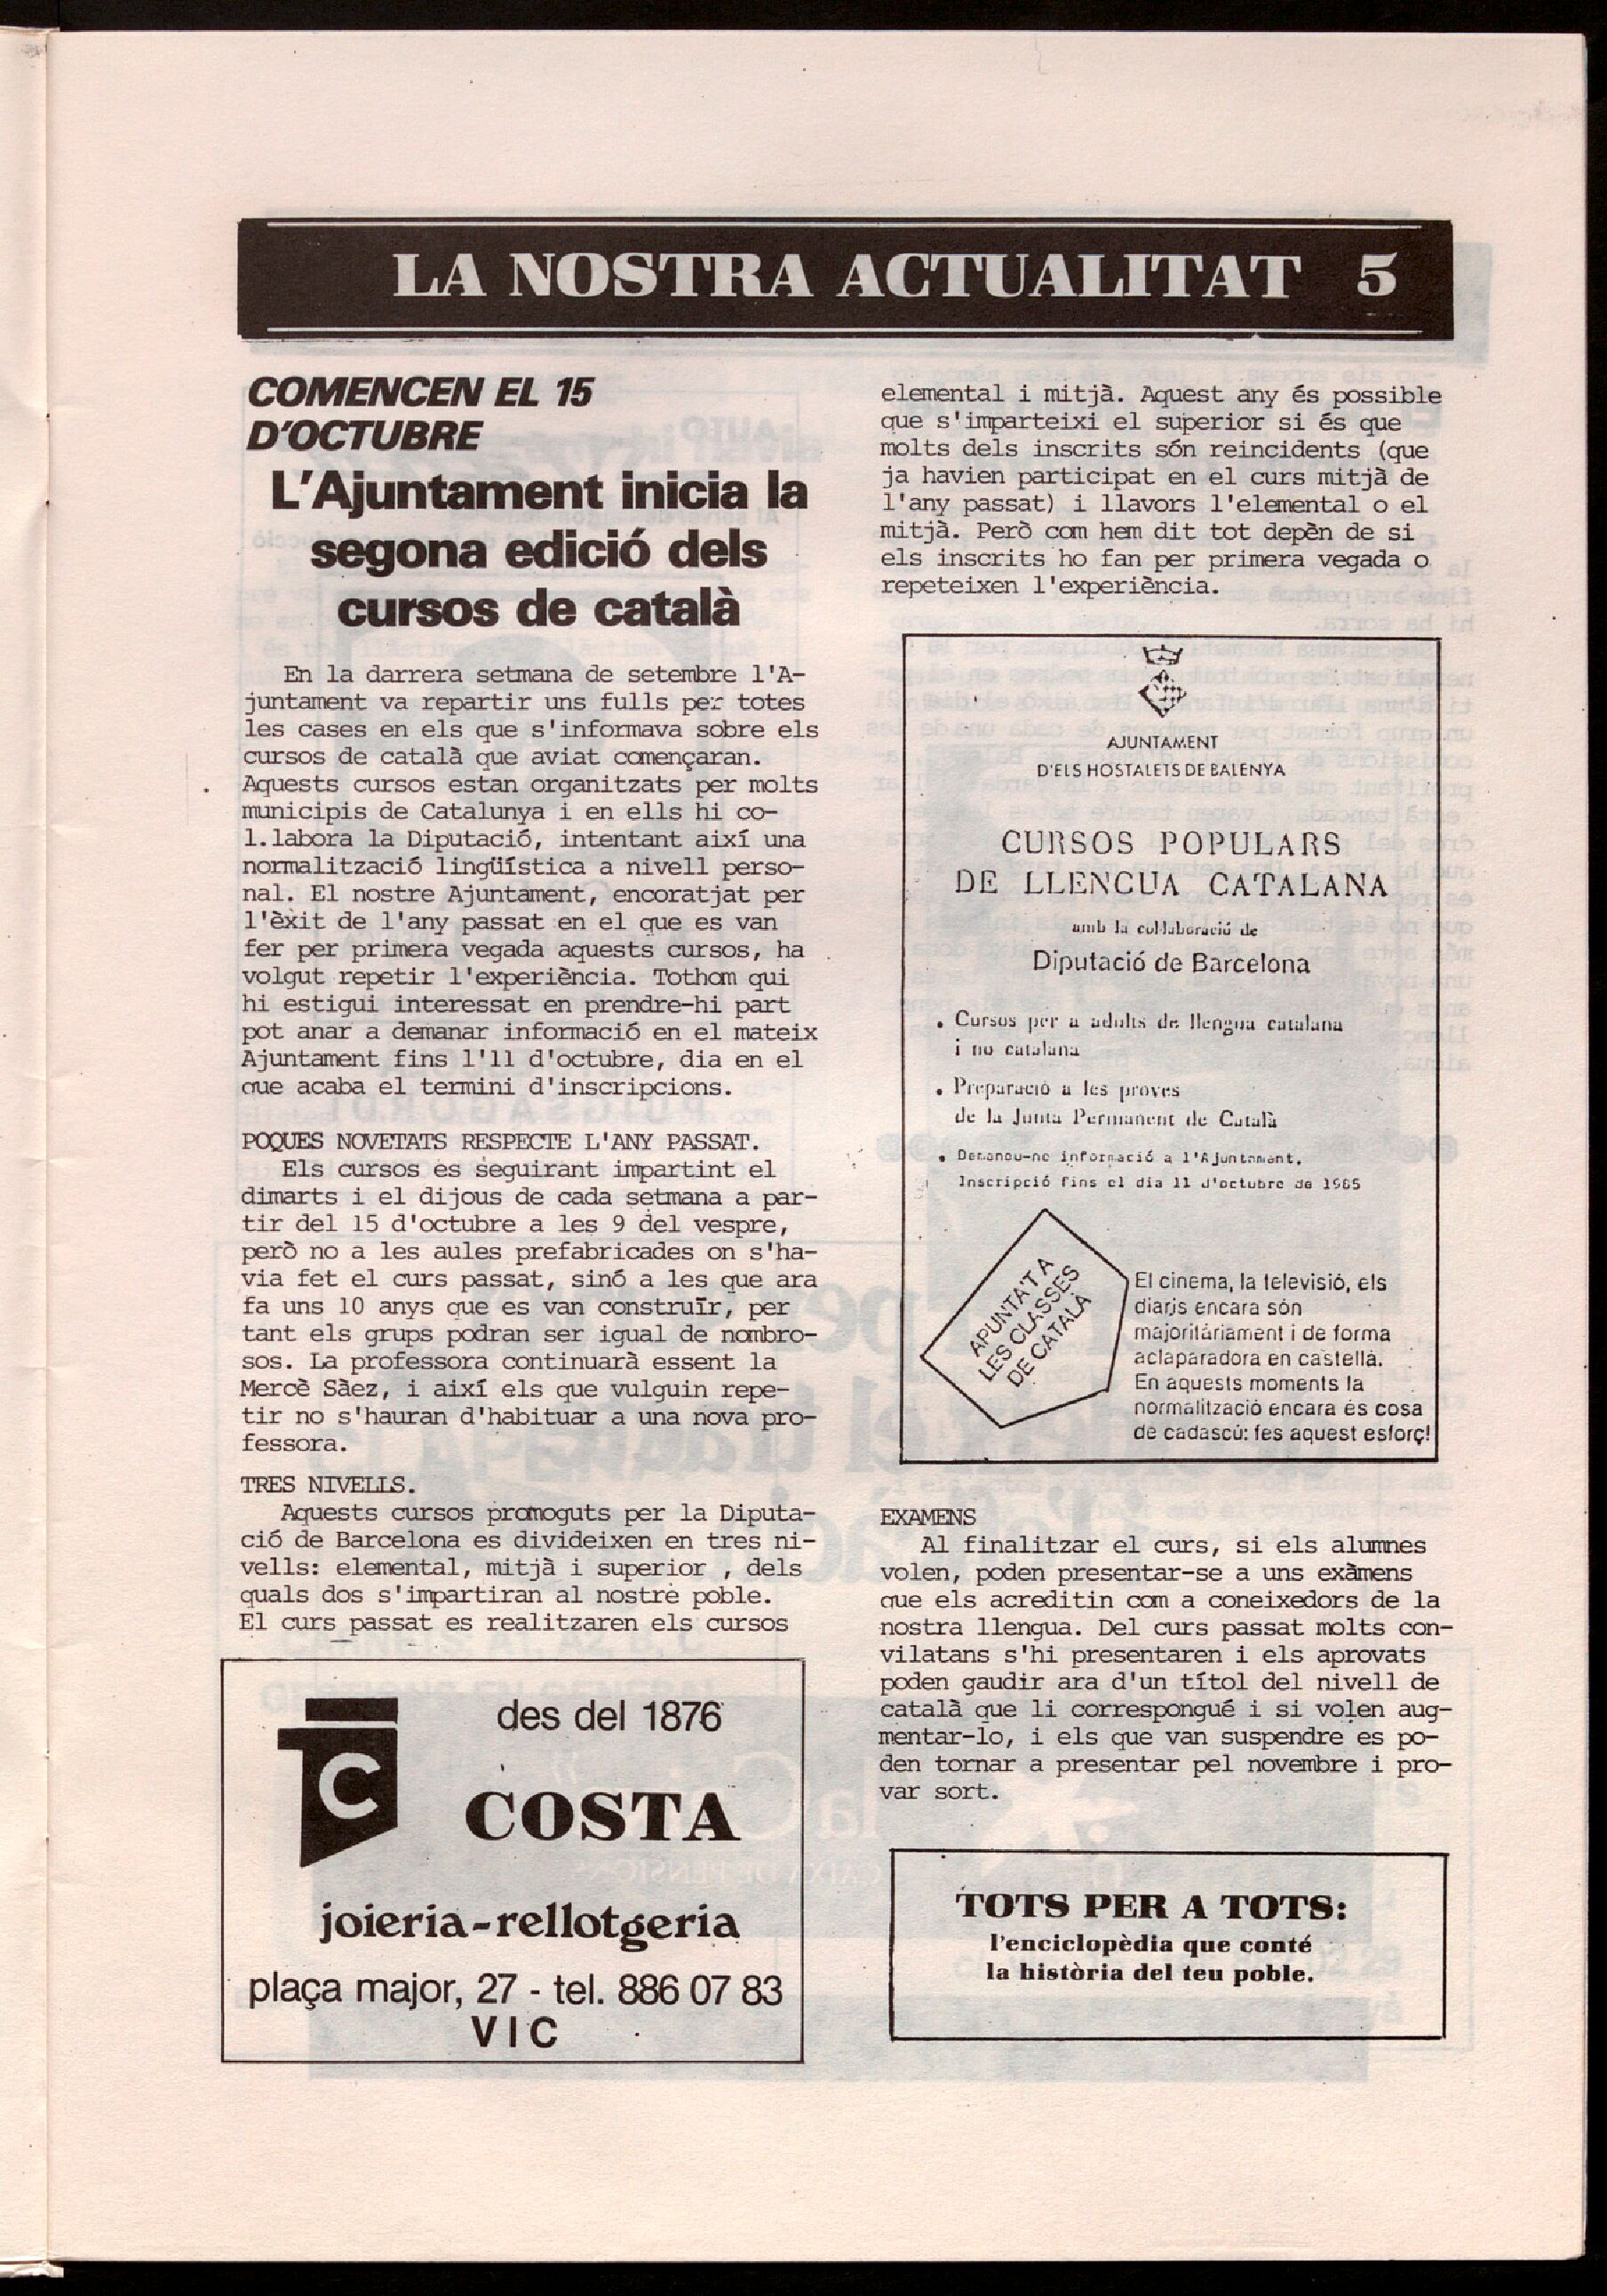 LA NOSTRA ACTUALITAT 5
COMENCEN EL 15
D'OCTUBRE
L'Ajuntament inicia la
segona edició dels
cursos de català
En la darrera setmana de setembre l'A-
juntament va repartir uns fulls per totes
les cases en els que s'informava sobre els
cursos de català que aviat començaran.
Aquests cursos estan organitzats per molts
municipis de Catalunya i en ells hi co-
l.labora la Diputació, intentant així una
normalització lingüística a nivell perso-
nal. El nostre Ajuntament, encoratjat per
l'èxit de l'any passat en el que es van
fer per primera vegada aquests cursos, ha
volgut repetir l'experiència. Tothom qui
hi estigui interessat en prendre-hi part
pot anar a demanar informació en el mateix
Ajuntament fins l'11 d'octubre, dia en el
que acaba el termini d'inscripcions.
POQUES NOVETATS RESPECTE L'ANY PASSAT.
Els cursos es seguirant impartint el
dimarts i el dijous de cada setmana a par-
tir del 15 d'octubre a les 9 del vespre,
però no a les aules prefabricades on s'ha-
via fet el curs passat, sinó a les que ara
fa uns 10 anys que es van construïr, per
tant els grups podran ser igual de nombro-
sos. La professora continuarà essent la
Mercè Sàez, i així els que vulguin repe-
tir no s'hauran d'habituar a una nova pro-
fessora.
TRES NIVELLS.
Aquests cursos promoguts per la Diputa-
ció de Barcelona es divideixen en tres ni-
vells: elemental, mitjà i superior , dels
quals dos s'impartiran al nostre poble.
El curs passat es realitzaren els cursos
des del 1876
C
COSTA
joieria-rellotgeria
plaça major, 27 - tel. 886 07 83
VIC
elemental i mitjà. Aquest any és possible
que s'imparteixi el superior si és que
molts dels inscrits són reincidents (que
ja havien participat en el curs mitjà de
l'any passat) i llavors l'elemental o el
mitjà. Però com hem dit tot depèn de si
els inscrits ho fan per primera vegada o
repeteixen l'experiència.
AJUNTAMENT
D'ELS HOSTALETS DE BALENYA
CURSOS POPULARS
DE LLENGUA CATALANA
amb la col·laboració de
Diputació de Barcelona
• Cursos per a adults de llengua catalana
i no catalana
• Preparació a les proves
de la Junta Permanent de Català
• Demaneu-ne informació a l'Ajuntament.
Inscripció fins el dia 11 d'octubre de 1985
APUNTA'T A
LES CLASSES
DE CATALÀ
El cinema, la televisió, els
diaris encara són
majoritàriament i de forma
aclaparadora en castellà.
En aquests moments la
normalització encara és cosa
de cadascú: fes aquest esforç!
EXAMENS
Al finalitzar el curs, si els alumnes
volen, poden presentar-se a uns exàmens
que els acreditin com a coneixedors de la
nostra llengua. Del curs passat molts con-
vilatans s'hi presentaren i els aprovats
poden gaudir ara d'un títol del nivell de
català que li correspongué i si volen aug-
mentar-lo, i els que van suspendre es po-
den tornar a presentar pel novembre i pro-
var sort.
TOTS PER A TOTS:
l'enciclopèdia que conté
la història del teu poble.